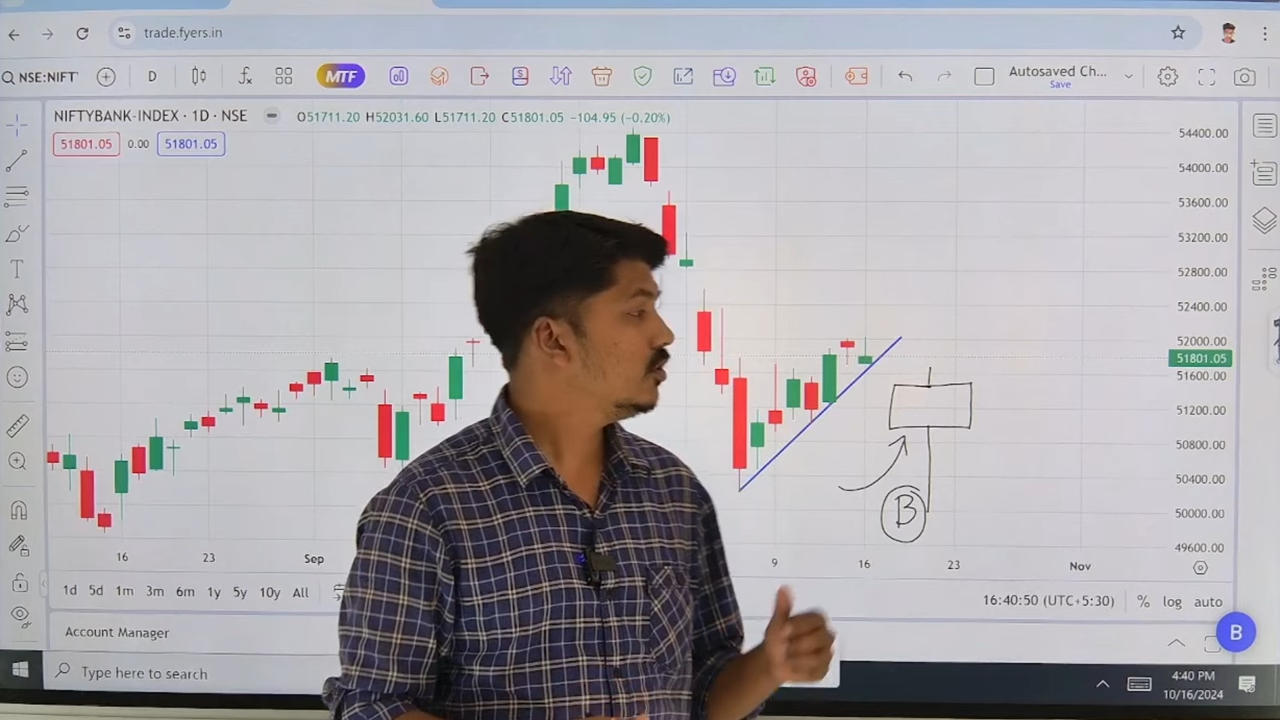 trade.fyers.in
NSE:NIFT
D
MTF
Autosaved Ch...
Save
NIFTYBANK-INDEX · 1D · NSE
O51711.20 H52031.60 L51711.20 C51801.05 −104.95 (−0.20%)
51801.05 0.00 51801.05
54400.00
54000.00
53600.00
53200.00
52800.00
52400.00
52000.00
51801.05
51600.00
51200.00
50800.00
50400.00
50000.00
49600.00
B
16 23 Sep 9 16 23 Nov
1d 5d 1m 3m 6m 1y 5y 10y All
16:40:50 (UTC+5:30) % log auto
Account Manager
B
Type here to search
4:40 PM
10/16/2024